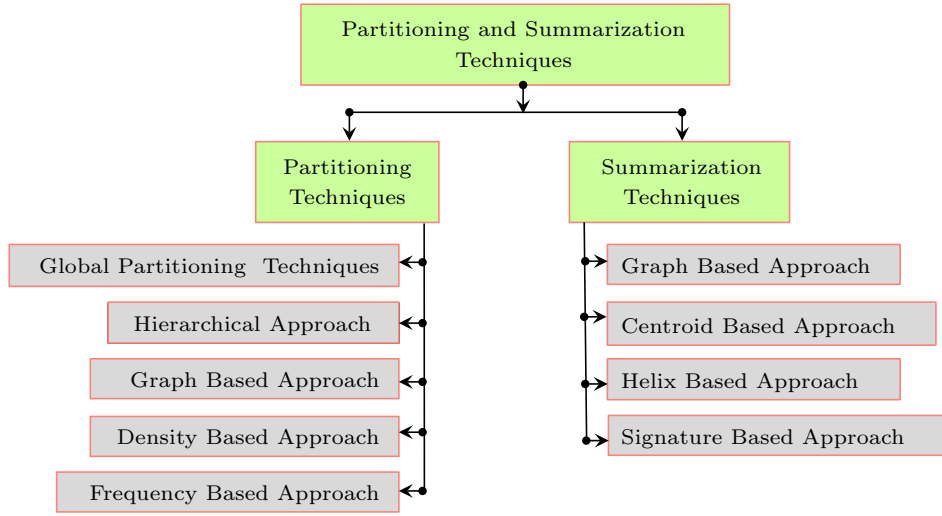 Partitioning and Summarization
Techniques
Partitioning
Techniques
Summarization
Techniques
Global Partitioning Techniques
Hierarchical Approach
Graph Based Approach
Density Based Approach
Frequency Based Approach
Graph Based Approach
Centroid Based Approach
Helix Based Approach
Signature Based Approach